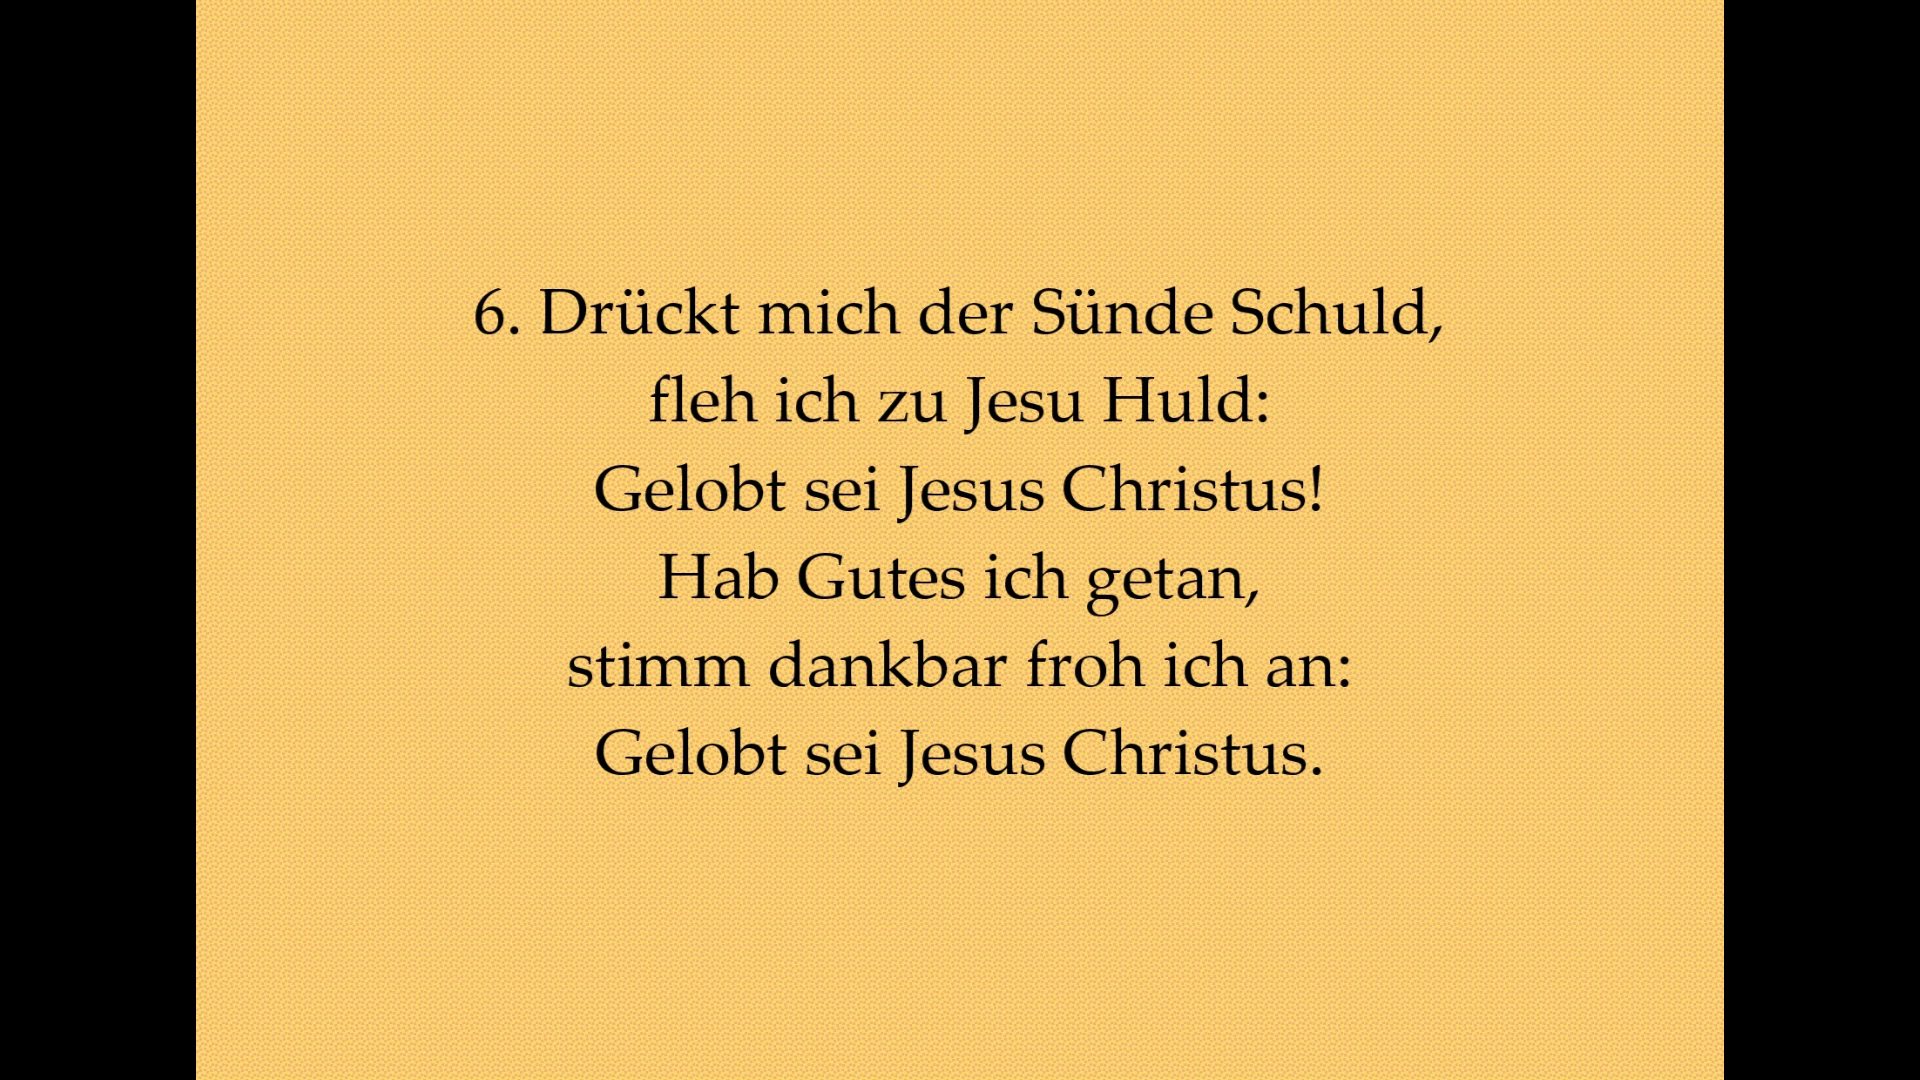 6. Drückt mich der Sünde Schuld,
fleh ich zu Jesu Huld:
Gelobt sei Jesus Christus!
Hab Gutes ich getan,
stimm dankbar froh ich an:
Gelobt sei Jesus Christus.